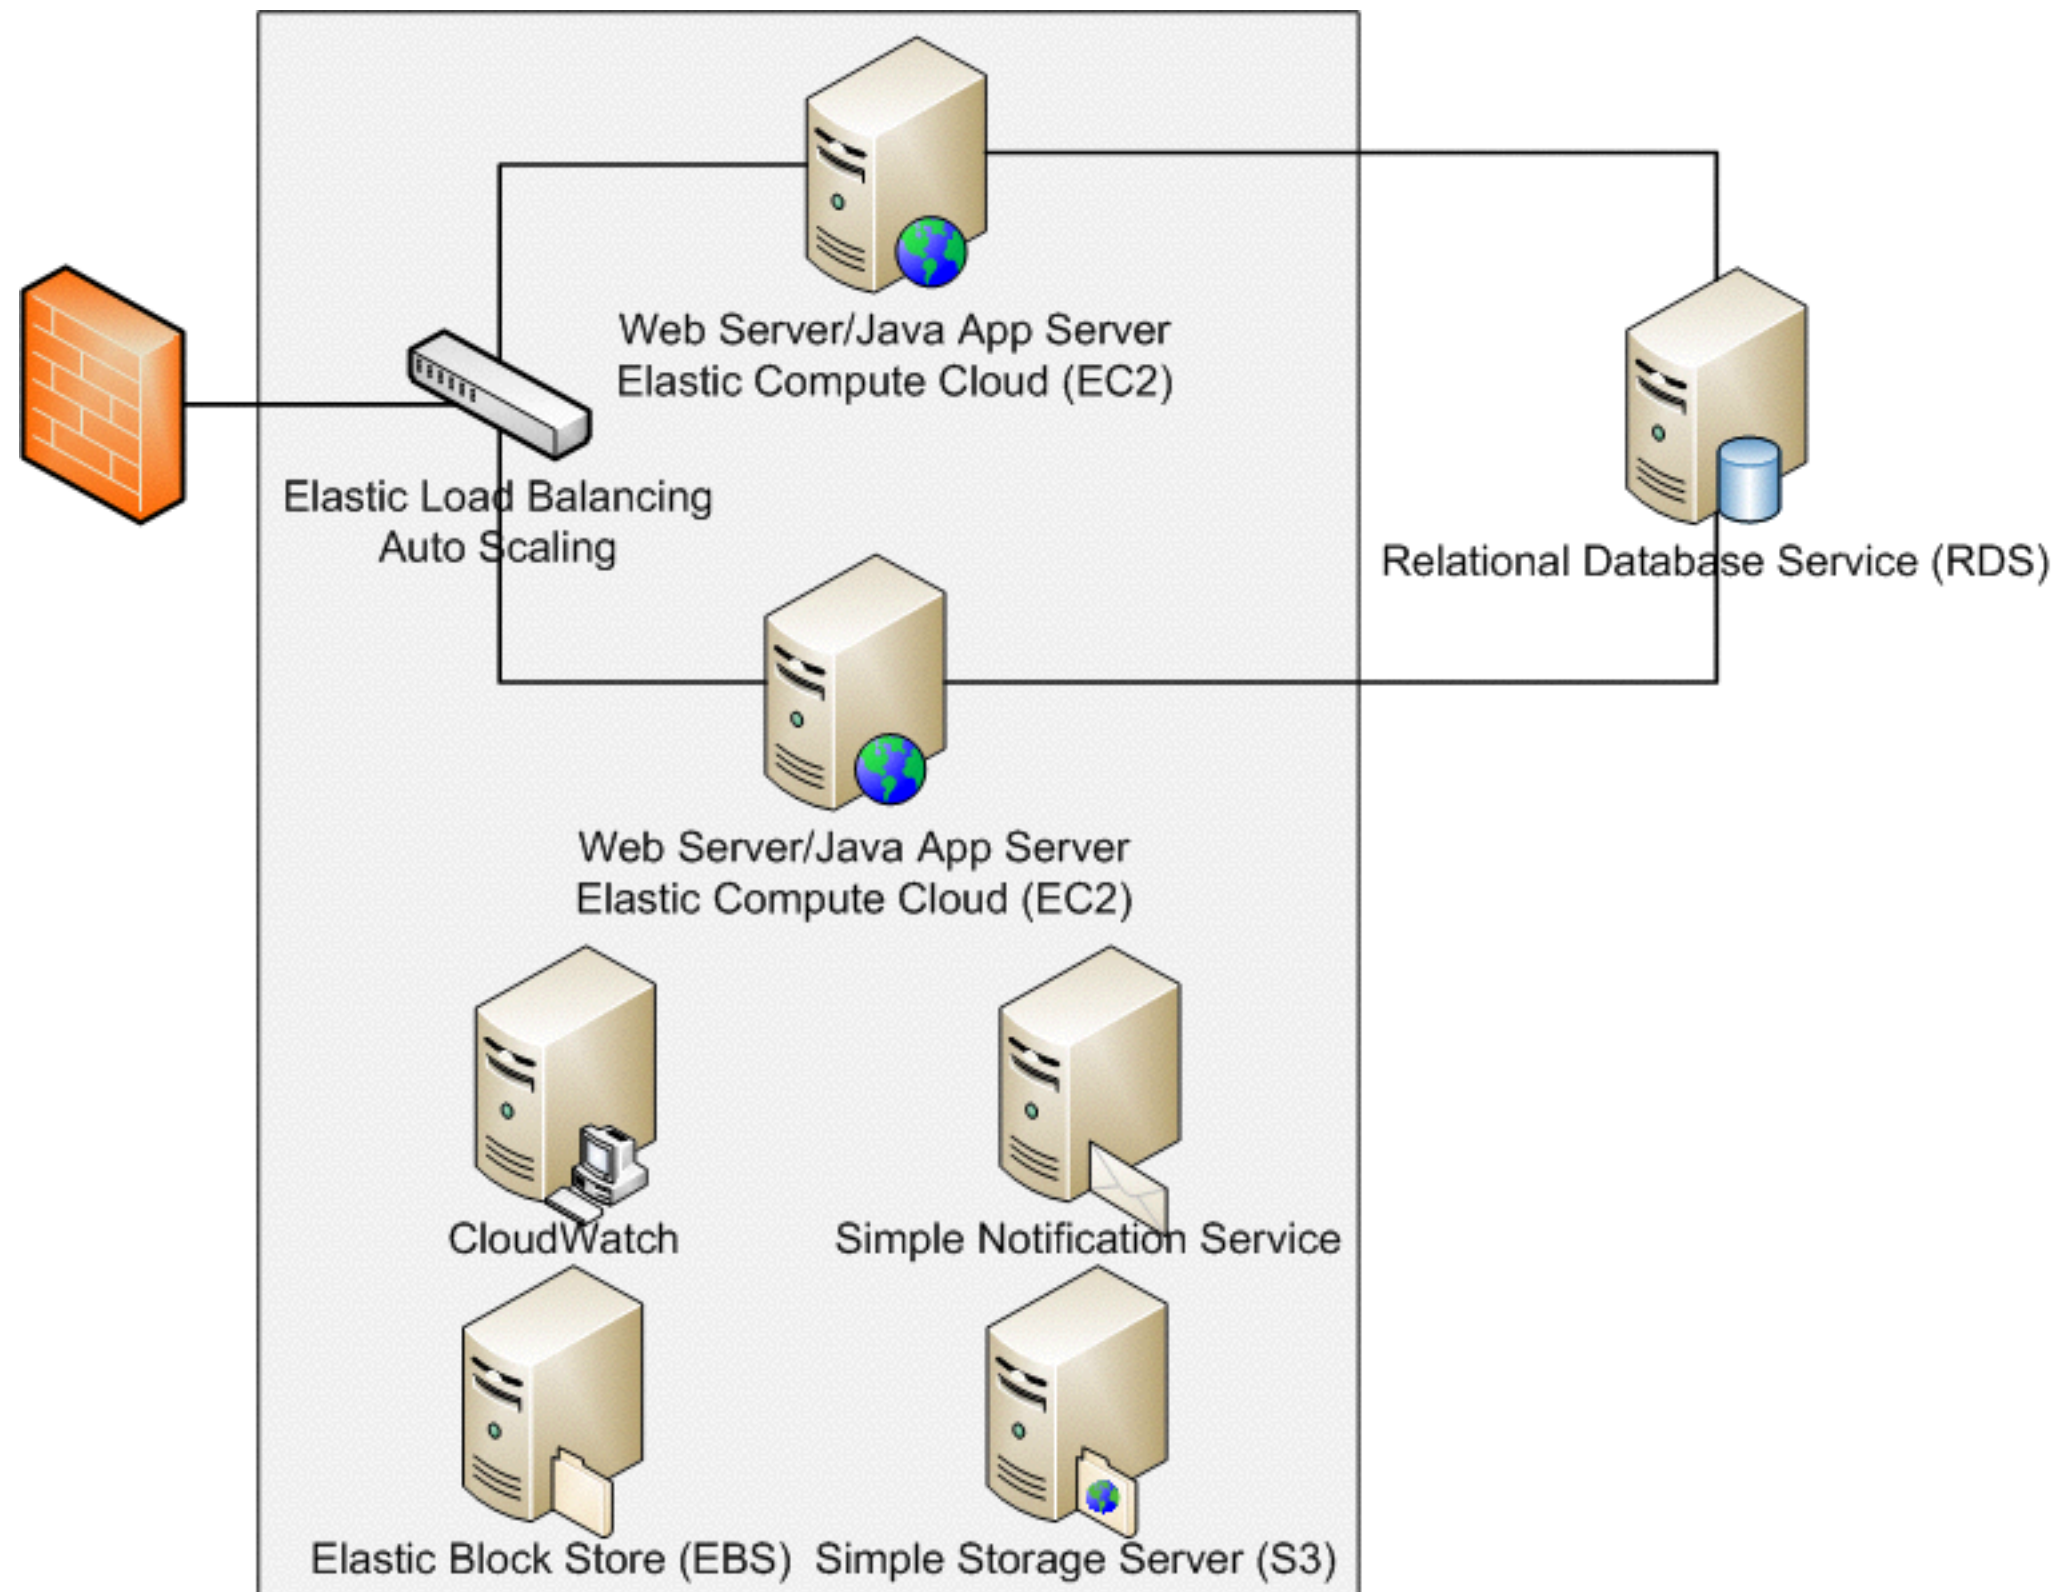 Web Server/Java App Server
Elastic Compute Cloud (EC2)
Elastic Load Balancing
Auto Scaling
Relational Database Service (RDS)
Web Server/Java App Server
Elastic Compute Cloud (EC2)
CloudWatch
Simple Notification Service
Elastic Block Store (EBS)
Simple Storage Server (S3)